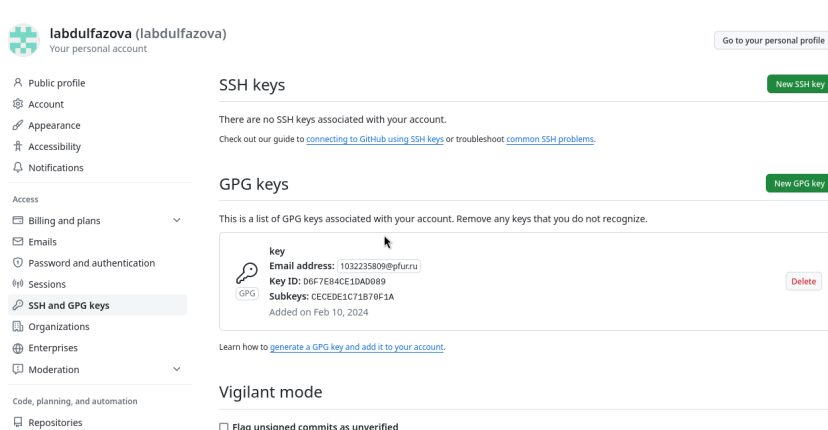 labdulfazova (labdulfazova)
Your personal account
Go to your personal profile
Public profile
Account
Appearance
Accessibility
Notifications
Access
Billing and plans
Emails
Password and authentication
Sessions
SSH and GPG keys
Organizations
Enterprises
Moderation
Code, planning, and automation
Repositories
SSH keys
New SSH key
There are no SSH keys associated with your account.
Check out our guide to connecting to GitHub using SSH keys or troubleshoot common SSH problems.
GPG keys
New GPG key
This is a list of GPG keys associated with your account. Remove any keys that you do not recognize.
key
Email address: 1032235809@pfur.ru
GPG
Key ID: D6F7E84CE1DAD089
Subkeys: CECEDE1C71B70F1A
Added on Feb 10, 2024
Delete
Learn how to generate a GPG key and add it to your account.
Vigilant mode
Flag unsigned commits as unverified